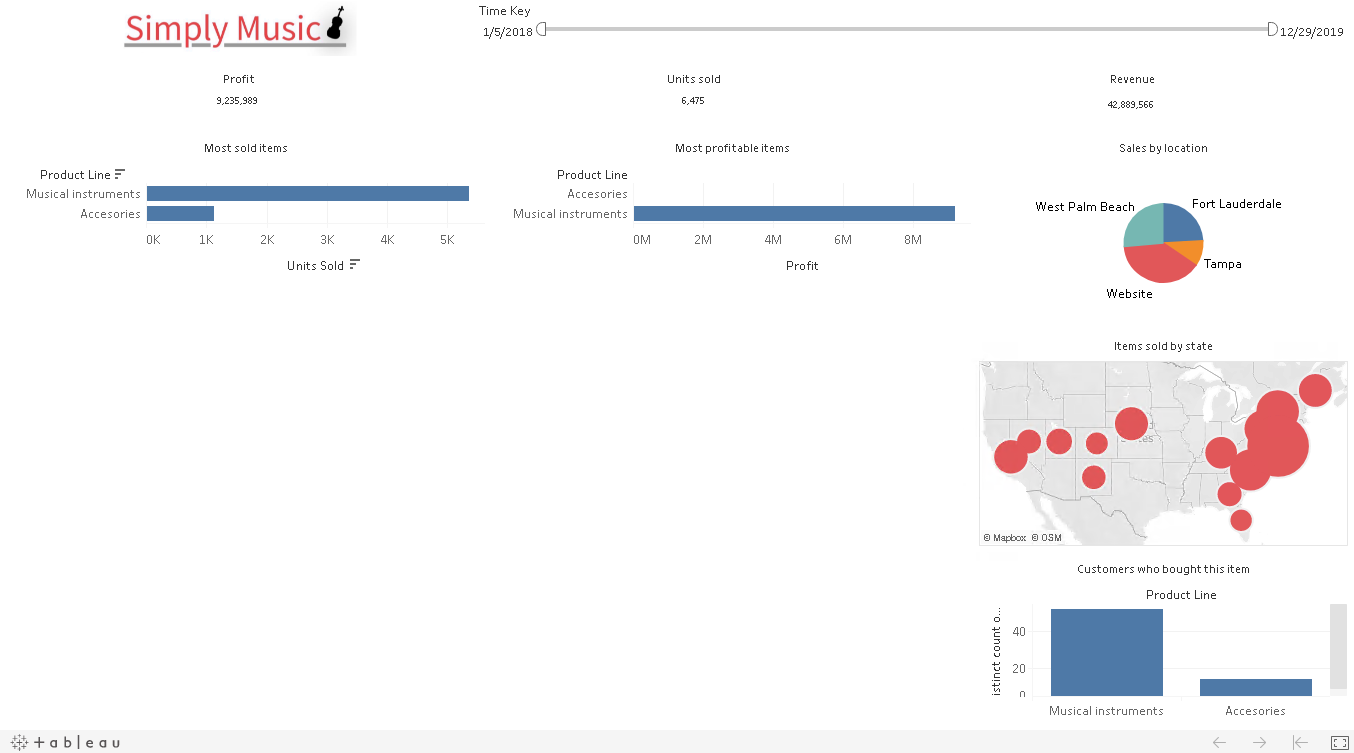 Simply Music
Time Key
1/5/2018
12/29/2019
Profit
9,235,989
Units sold
6,475
Revenue
42,889,566
Most sold items
Product Line
Musical instruments
Accesories
0K 1K 2K 3K 4K 5K
Units Sold
Most profitable items
Product Line
Accesories
Musical instruments
0M 2M 4M 6M 8M
Profit
Sales by location
West Palm Beach
Fort Lauderdale
Tampa
Website
Items sold by state
© Mapbox © OSM
Customers who bought this item
Product Line
istinct count o...
40
20
0
Musical instruments Accesories
+ableau